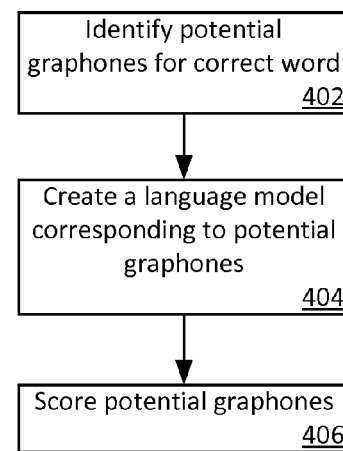 Identify potential
graphones for correct word
402
Create a language model
corresponding to potential
graphones
404
Score potential graphones
406